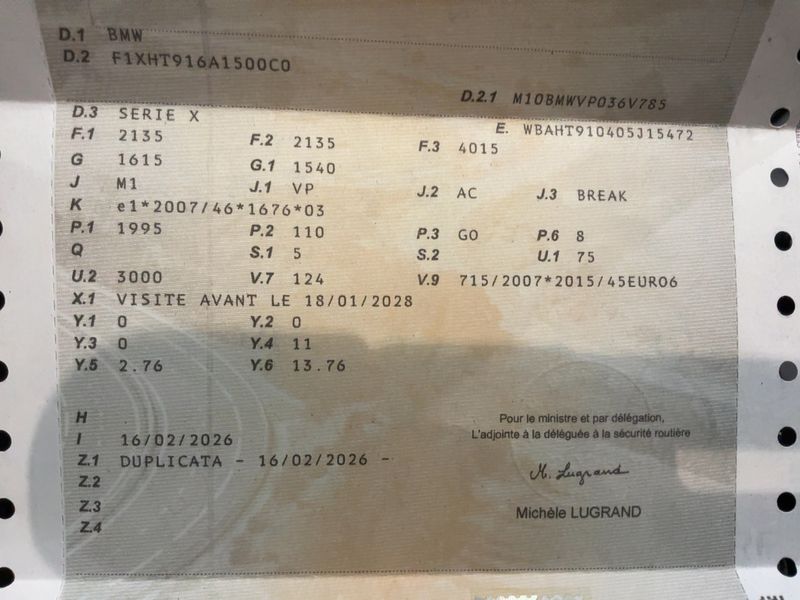 D.1 BMW
D.2 F1XHT916A1500C0
D.2.1 M10BMWVP036V785
D.3 SERIE X
E. WBAHT910405J15472
F.1 2135 F.2 2135 F.3 4015
G 1615 G.1 1540
J M1 J.1 VP J.2 AC J.3 BREAK
K e1*2007/46*1676*03
P.1 1995 P.2 110 P.3 GO P.6 8
Q S.1 5 S.2 U.1 75
U.2 3000 V.7 124 V.9 715/2007*2015/45EURO6
X.1 VISITE AVANT LE 18/01/2028
Y.1 0 Y.2 0
Y.3 0 Y.4 11
Y.5 2.76 Y.6 13.76
H
I 16/02/2026
Z.1 DUPLICATA - 16/02/2026 -
Z.2
Z.3
Z.4
Pour le ministre et par délégation,
L'adjointe à la déléguée à la sécurité routière
M. Lugrand
Michèle LUGRAND